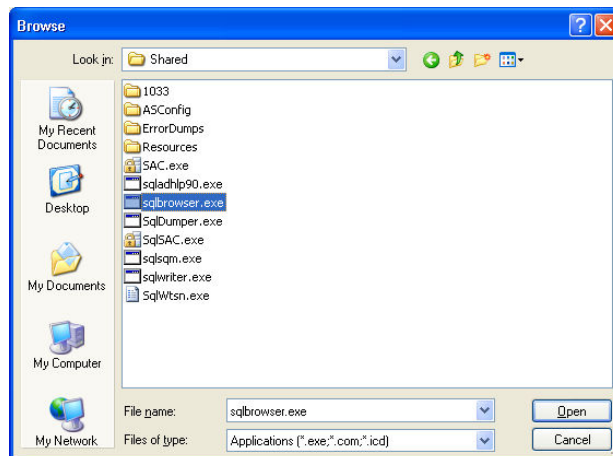 Browse
Look in: Shared
My Recent
Documents
Desktop
My Documents
My Computer
My Network
1033
ASConfig
ErrorDumps
Resources
SAC.exe
sqladhlp90.exe
sqlbrowser.exe
SqlDumper.exe
SqlSAC.exe
sqlsqm.exe
sqlwriter.exe
SqlWtsn.exe
File name: sqlbrowser.exe Open
Files of type: Applications (*.exe;*.com;*.icd) Cancel